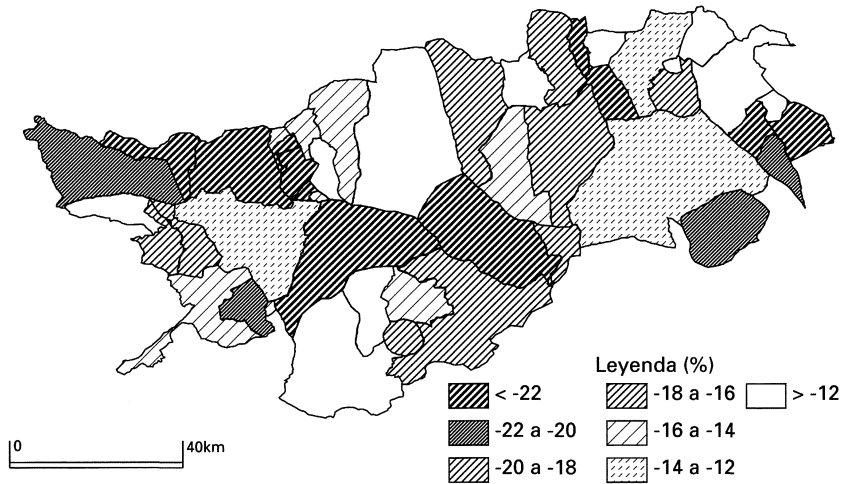 Leyenda (%)
< -22
-22 a -20
-20 a -18
-18 a -16
-16 a -14
-14 a -12
> -12
0 40km